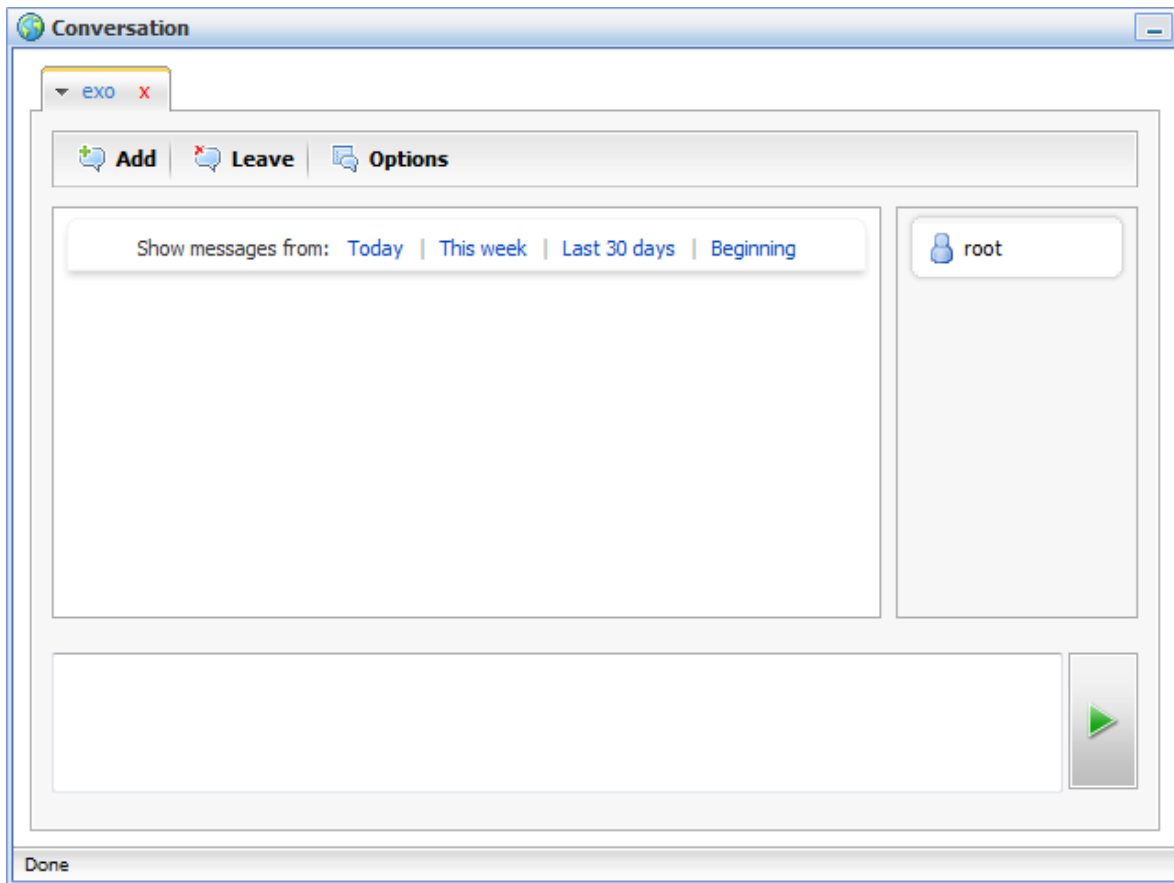 Conversation
exo x
Add Leave Options
Show messages from: Today | This week | Last 30 days | Beginning
root
Done